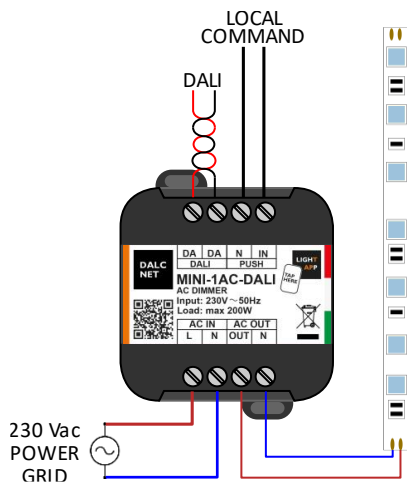 LOCAL
COMMAND
DALI
DA DA N IN
DALI PUSH
DALC
NET
MINI-1AC-DALI
AC DIMMER
Input: 230V~50Hz
Load: max 200W
LIGHT
APP
TAP
HERE
AC IN AC OUT
L N OUT N
230 Vac
POWER
GRID